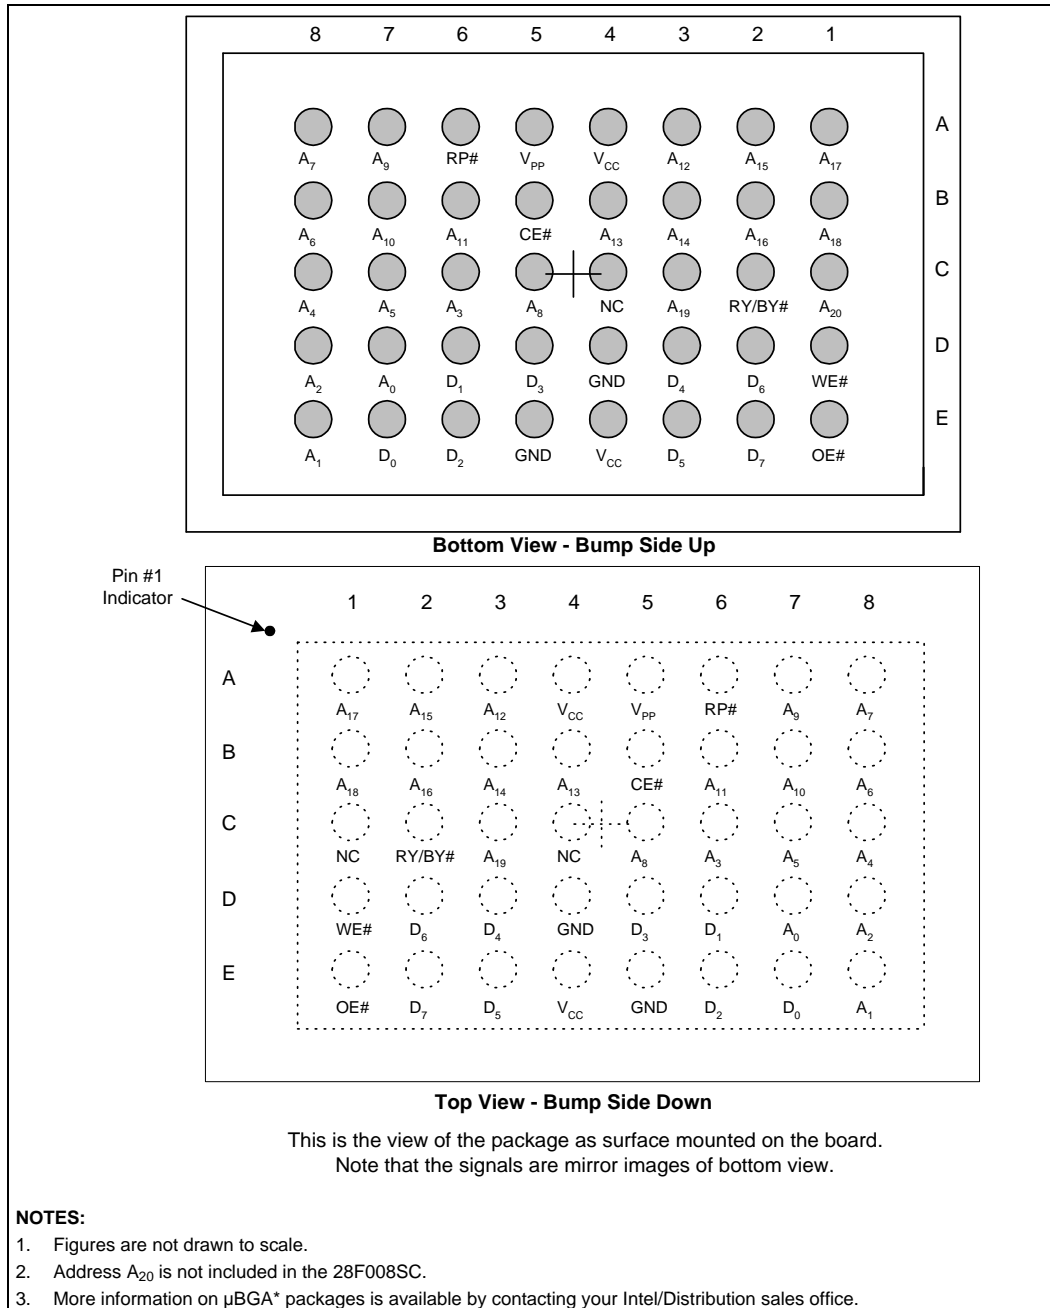 8 7 6 5 4 3 2 1
A
A7 A9 RP# VPP VCC A12 A15 A17
B
A6 A10 A11 CE# A13 A14 A16 A18
C
A4 A5 A3 A8 NC A19 RY/BY# A20
D
A2 A0 D1 D3 GND D4 D6 WE#
E
A1 D0 D2 GND VCC D5 D7 OE#
Bottom View - Bump Side Up
Pin #1
Indicator
1 2 3 4 5 6 7 8
A
A17 A15 A12 VCC VPP RP# A9 A7
B
A18 A16 A14 A13 CE# A11 A10 A6
C
NC RY/BY# A19 NC A8 A3 A5 A4
D
WE# D6 D4 GND D3 D1 A0 A2
E
OE# D7 D5 VCC GND D2 D0 A1
Top View - Bump Side Down
This is the view of the package as surface mounted on the board.
Note that the signals are mirror images of bottom view.
NOTES:
1. Figures are not drawn to scale.
2. Address A20 is not included in the 28F008SC.
3. More information on µBGA* packages is available by contacting your Intel/Distribution sales office.